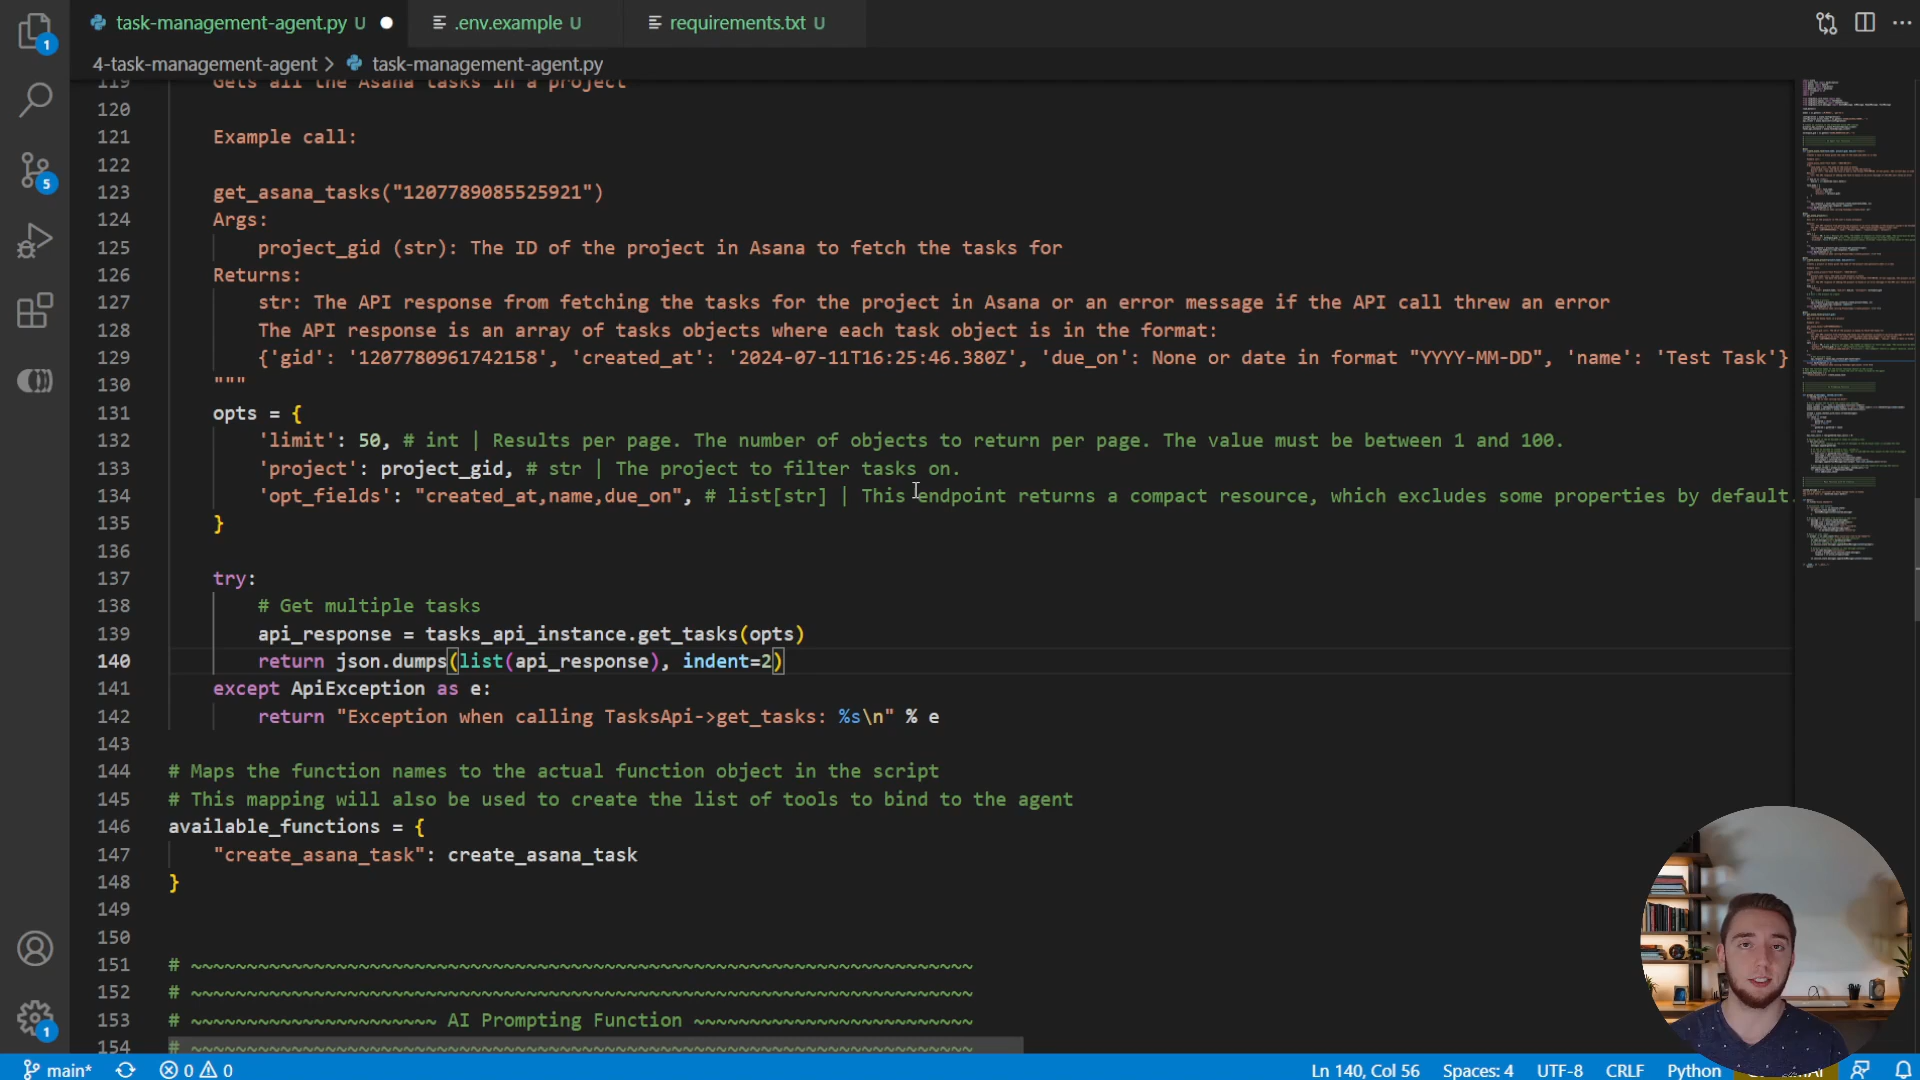 task-management-agent.py U
.env.example U
requirements.txt U
4-task-management-agent > task-management-agent.py
119 Gets all the Asana tasks in a project
120
121 Example call:
122
123 get_asana_tasks("1207789085525921")
124 Args:
125 project_gid (str): The ID of the project in Asana to fetch the tasks for
126 Returns:
127 str: The API response from fetching the tasks for the project in Asana or an error message if the API call threw an error
128 The API response is an array of tasks objects where each task object is in the format:
129 {'gid': '1207780961742158', 'created_at': '2024-07-11T16:25:46.380Z', 'due_on': None or date in format "YYYY-MM-DD", 'name': 'Test Task'}
130 """
131 opts = {
132 'limit': 50, # int | Results per page. The number of objects to return per page. The value must be between 1 and 100.
133 'project': project_gid, # str | The project to filter tasks on.
134 'opt_fields': "created_at,name,due_on", # list[str] | This endpoint returns a compact resource, which excludes some properties by default.
135 }
136
137 try:
138 # Get multiple tasks
139 api_response = tasks_api_instance.get_tasks(opts)
140 return json.dumps(list(api_response), indent=2)
141 except ApiException as e:
142 return "Exception when calling TasksApi->get_tasks: %s\n" % e
143
144 # Maps the function names to the actual function object in the script
145 # This mapping will also be used to create the list of tools to bind to the agent
146 available_functions = {
147 "create_asana_task": create_asana_task
148 }
149
150
151 # ~~~~~~~~~~~~~~~~~~~~~~~~~~~~~~~~~~~~~~~~~~~~~~~~~~~~~~~~~~~~~~~~~~~~~~
152 # ~~~~~~~~~~~~~~~~~~~~~~~~~~~~~~~~~~~~~~~~~~~~~~~~~~~~~~~~~~~~~~~~~~~~~~
153 # ~~~~~~~~~~~~~~~~~~~~~~ AI Prompting Function ~~~~~~~~~~~~~~~~~~~~~~~~~
154 # ~~~~~~~~~~~~~~~~~~~~~~~~~~~~~~~~~~~~~~~~~~~~~~~~~~~~~~~~~~~~~~~~~~~~~~
1
5
1
main* 0 0 Ln 140, Col 56 Spaces: 4 UTF-8 CRLF Python